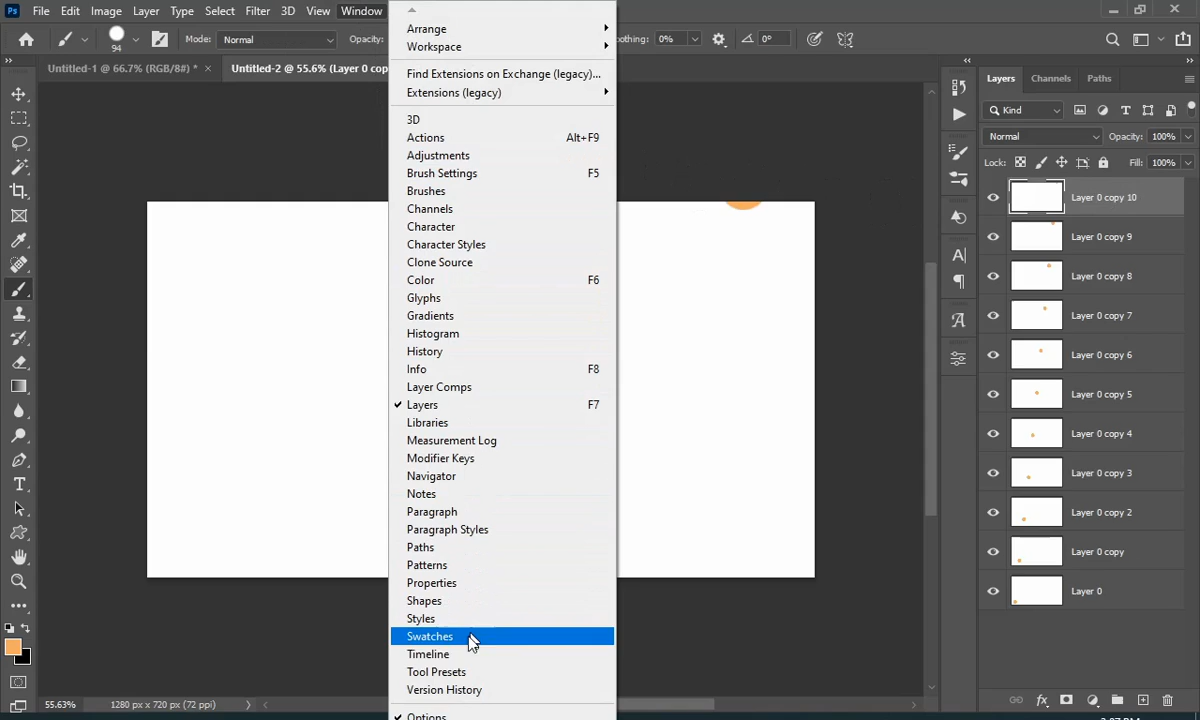 Ps File Edit Image Layer Type Select Filter 3D View Window
94 Mode: Normal Opacity: 0% 0°
Untitled-1 @ 66.7% (RGB/8#) * × Untitled-2 @ 55.6% (Layer 0 cop
Arrange
Workspace
Find Extensions on Exchange (legacy)...
Extensions (legacy)
3D
Actions Alt+F9
Adjustments
Brush Settings F5
Brushes
Channels
Character
Character Styles
Clone Source
Color F6
Glyphs
Gradients
Histogram
History
Info F8
Layer Comps
Layers F7
Libraries
Measurement Log
Modifier Keys
Navigator
Notes
Paragraph
Paragraph Styles
Paths
Patterns
Properties
Shapes
Styles
Swatches
Timeline
Tool Presets
Version History
Options
Layers Channels Paths
Kind
Normal Opacity: 100%
Lock: Fill: 100%
Layer 0 copy 10
Layer 0 copy 9
Layer 0 copy 8
Layer 0 copy 7
Layer 0 copy 6
Layer 0 copy 5
Layer 0 copy 4
Layer 0 copy 3
Layer 0 copy 2
Layer 0 copy
Layer 0
55.63% 1280 px x 720 px (72 ppi)